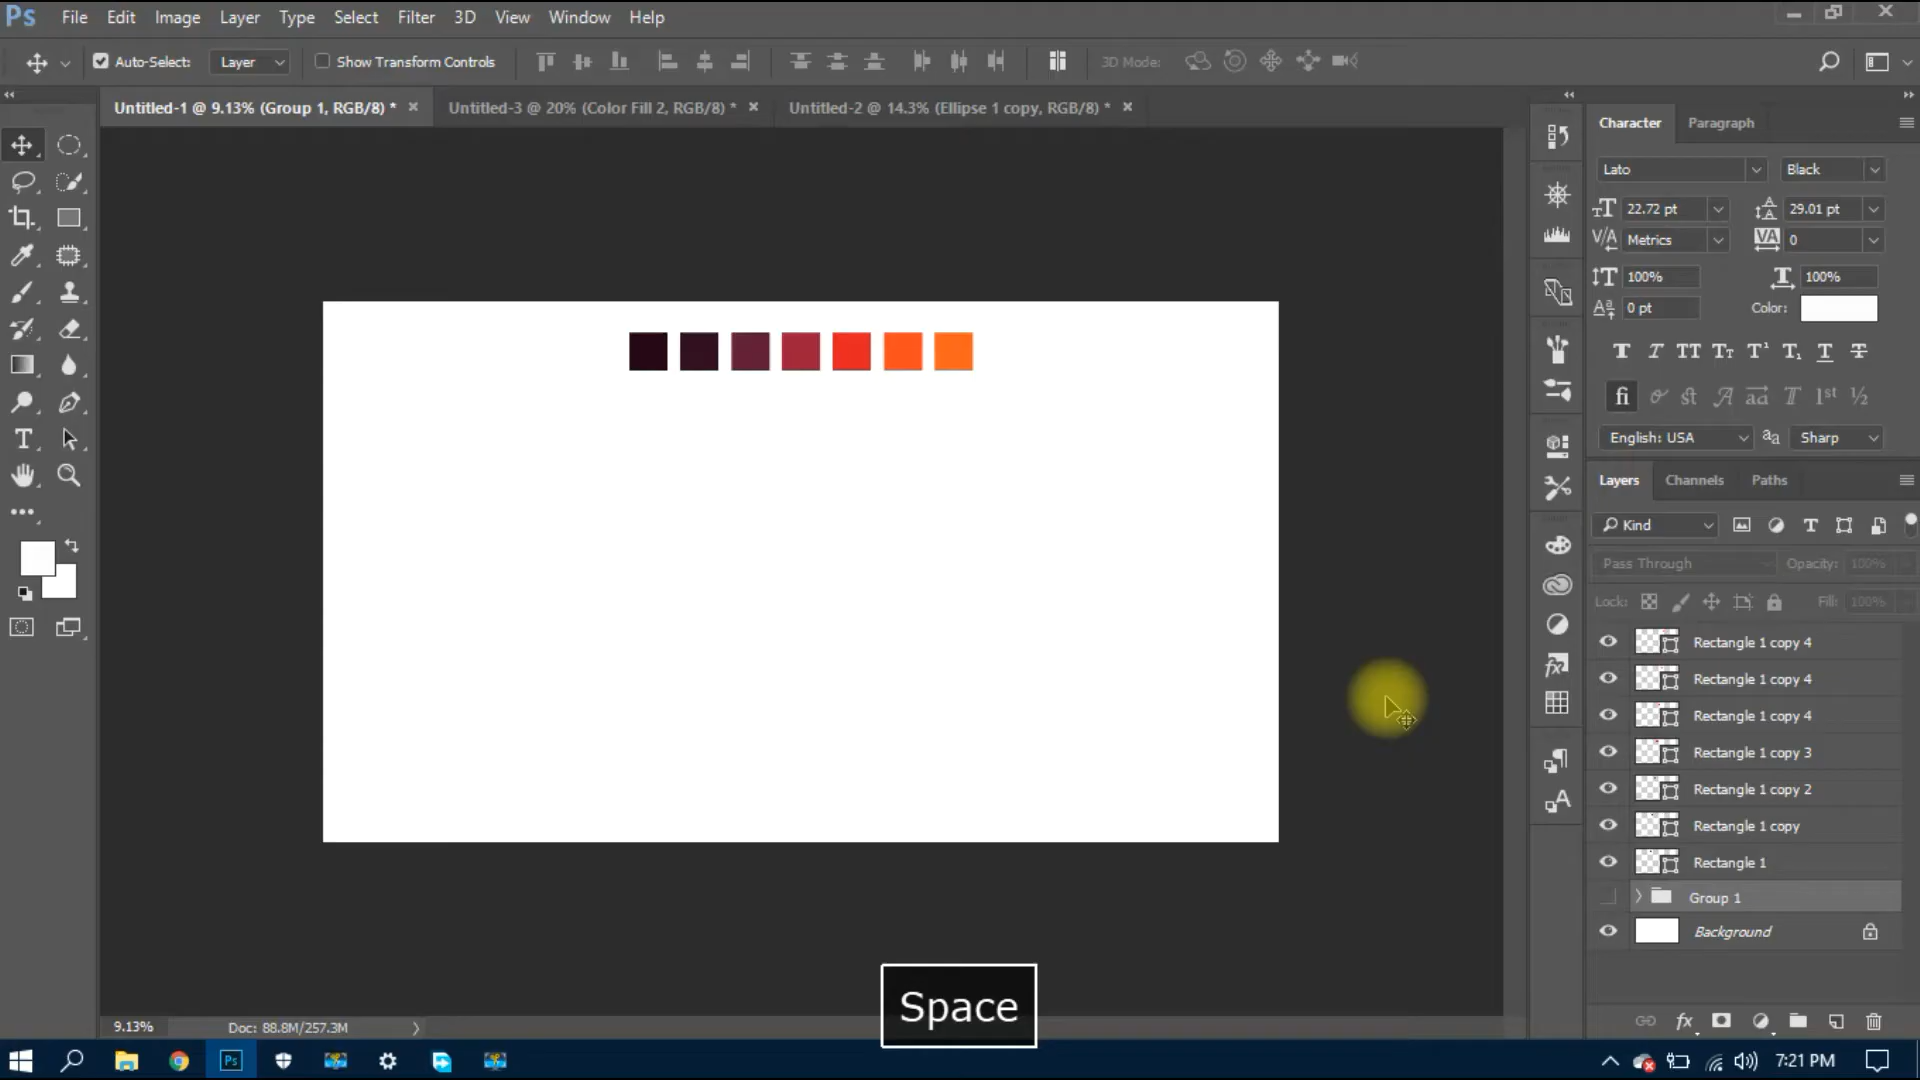 Ps File Edit Image Layer Type Select Filter 3D View Window Help
Auto-Select: Layer Show Transform Controls 3D Mode:
Untitled-1 @ 9.13% (Group 1, RGB/8) * Untitled-3 @ 20% (Color Fill 2, RGB/8) * Untitled-2 @ 14.3% (Ellipse 1 copy, RGB/8) *
Character Paragraph
Lato Black
22.72 pt 29.01 pt
Metrics 0
100% 100%
0 pt Color:
English: USA Sharp
Layers Channels Paths
Kind
Pass Through Opacity: 100%
Lock: Fill: 100%
Rectangle 1 copy 4
Rectangle 1 copy 4
Rectangle 1 copy 4
Rectangle 1 copy 3
Rectangle 1 copy 2
Rectangle 1 copy
Rectangle 1
Group 1
Background
Space
9.13% Doc: 88.8M/257.3M
Ps 7:21 PM